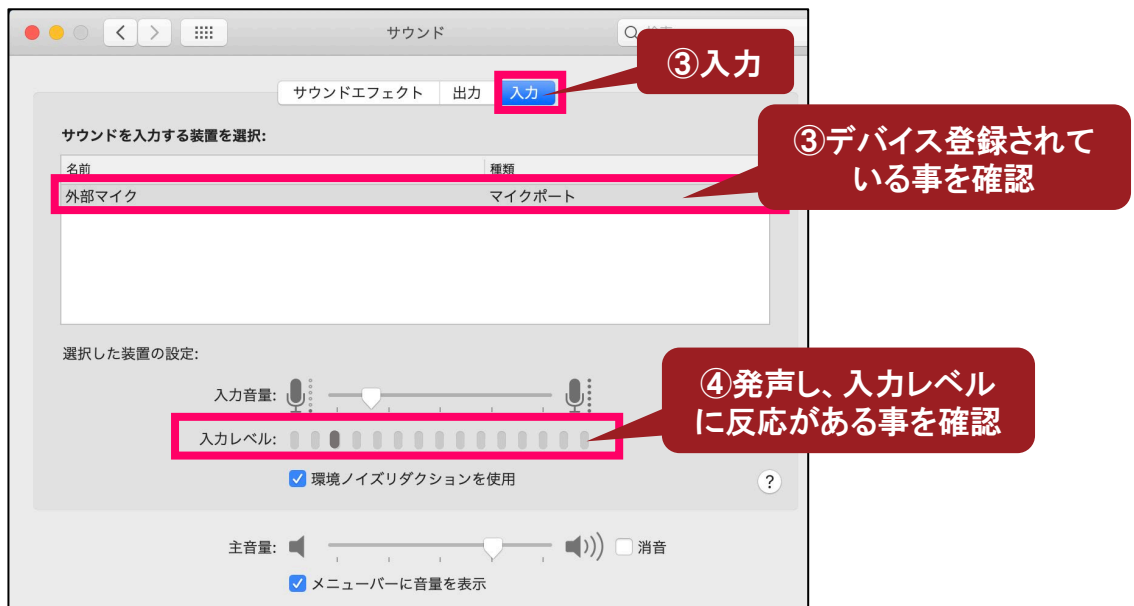 サウンド
③入力
サウンドエフェクト 出力 入力
サウンドを入力する装置を選択:
③デバイス登録されて
いる事を確認
名前 種類
外部マイク マイクポート
選択した装置の設定:
④発声し、入力レベル
に反応がある事を確認
入力音量:
入力レベル:
環境ノイズリダクションを使用
?
主音量: 消音
メニューバーに音量を表示